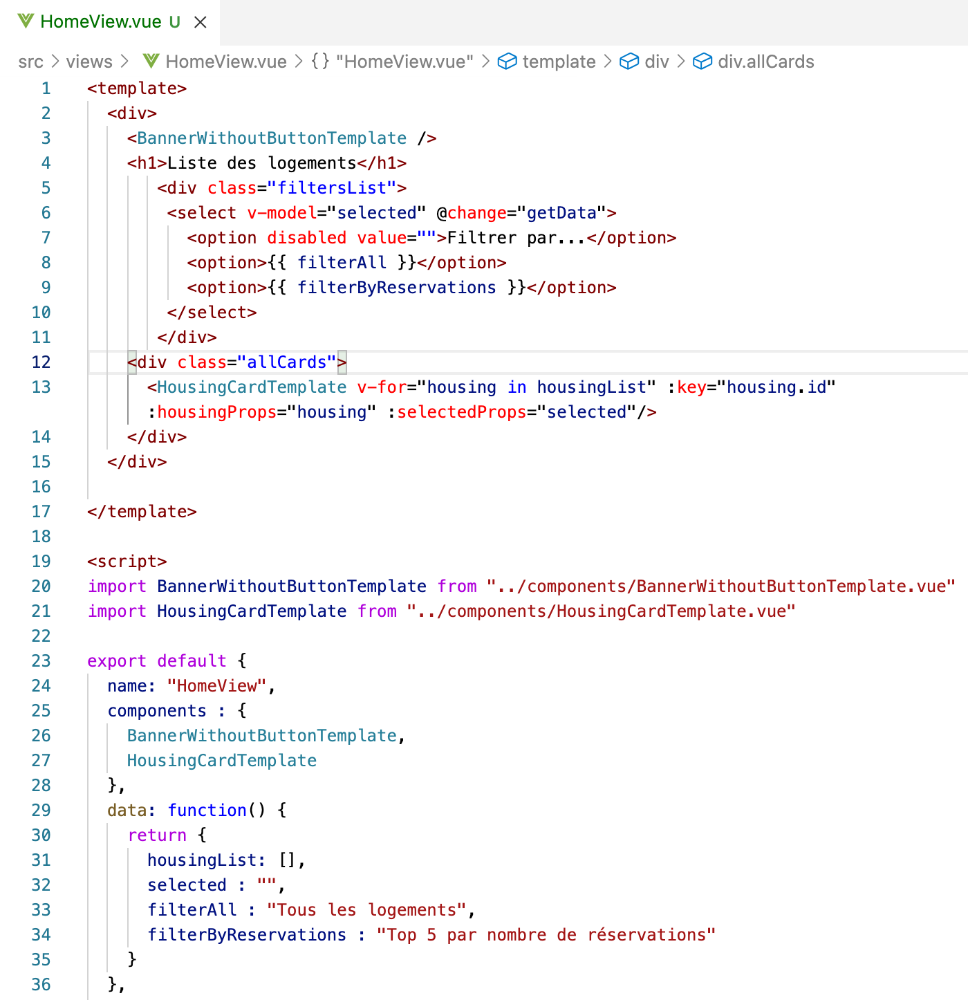 HomeView.vue U
src > views > HomeView.vue > {} "HomeView.vue" > template > div > div.allCards
1 <template>
2 <div>
3 <BannerWithoutButtonTemplate />
4 <h1>Liste des logements</h1>
5 <div class="filtersList">
6 <select v-model="selected" @change="getData">
7 <option disabled value="">Filtrer par...</option>
8 <option>{{ filterAll }}</option>
9 <option>{{ filterByReservations }}</option>
10 </select>
11 </div>
12 <div class="allCards">
13 <HousingCardTemplate v-for="housing in housingList" :key="housing.id"
:housingProps="housing" :selectedProps="selected"/>
14 </div>
15 </div>
16
17 </template>
18
19 <script>
20 import BannerWithoutButtonTemplate from "../components/BannerWithoutButtonTemplate.vue"
21 import HousingCardTemplate from "../components/HousingCardTemplate.vue"
22
23 export default {
24 name: "HomeView",
25 components : {
26 BannerWithoutButtonTemplate,
27 HousingCardTemplate
28 },
29 data: function() {
30 return {
31 housingList: [],
32 selected : "",
33 filterAll : "Tous les logements",
34 filterByReservations : "Top 5 par nombre de réservations"
35 }
36 },